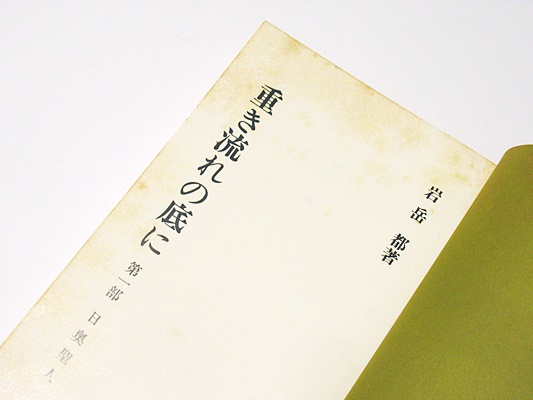 岩岳 都著
重き流れの底に
第一部 日奥聖人